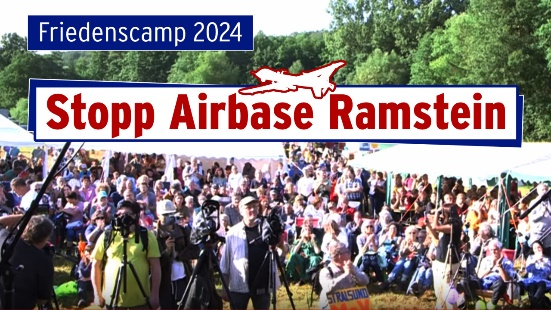 Friedenscamp 2024
Stopp Airbase Ramstein
STRALSUND